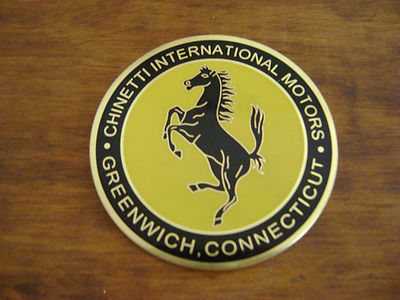 • CHINETTI INTERNATIONAL MOTORS •
GREENWICH, CONNECTICUT